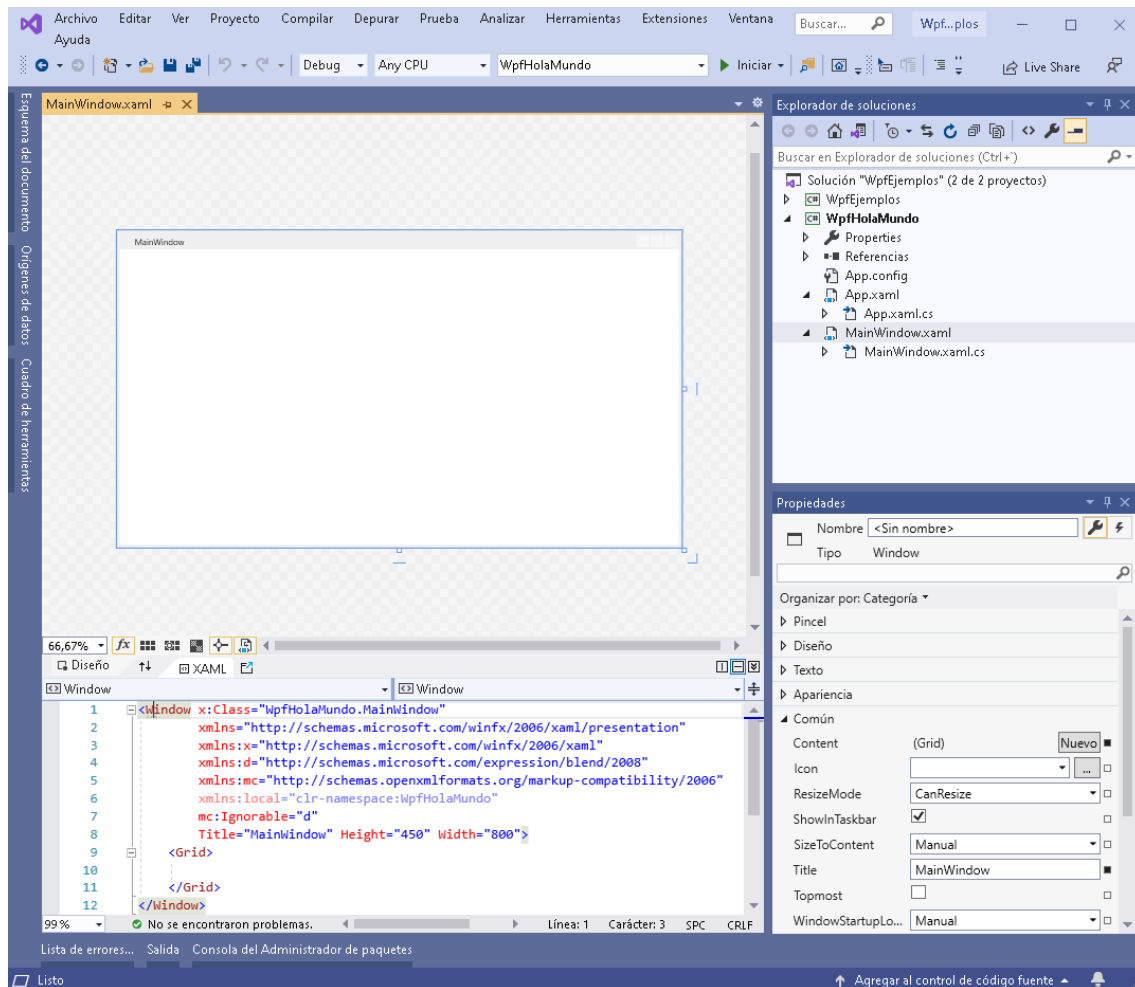 Archivo Editar Ver Proyecto Compilar Depurar Prueba Analizar Herramientas Extensiones Ventana
Ayuda
Buscar...
Wpf...plos
Debug Any CPU WpfHolaMundo Iniciar Live Share
Esquema del documento
Orígenes de datos
Cuadro de herramientas
MainWindow.xaml
MainWindow
66,67%
Diseño XAML
Window Window
1 <Window x:Class="WpfHolaMundo.MainWindow"
2 xmlns="http://schemas.microsoft.com/winfx/2006/xaml/presentation"
3 xmlns:x="http://schemas.microsoft.com/winfx/2006/xaml"
4 xmlns:d="http://schemas.microsoft.com/expression/blend/2008"
5 xmlns:mc="http://schemas.openxmlformats.org/markup-compatibility/2006"
6 xmlns:local="clr-namespace:WpfHolaMundo"
7 mc:Ignorable="d"
8 Title="MainWindow" Height="450" Width="800">
9 <Grid>
10
11 </Grid>
12 </Window>
99 % No se encontraron problemas. Línea: 1 Carácter: 3 SPC CRLF
Explorador de soluciones
Buscar en Explorador de soluciones (Ctrl+`)
Solución "WpfEjemplos" (2 de 2 proyectos)
C# WpfEjemplos
C# WpfHolaMundo
Properties
Referencias
App.config
App.xaml
App.xaml.cs
MainWindow.xaml
MainWindow.xaml.cs
Propiedades
Nombre <Sin nombre>
Tipo Window
Organizar por: Categoría
Pincel
Diseño
Texto
Apariencia
Común
Content (Grid) Nuevo
Icon ...
ResizeMode CanResize
ShowInTaskbar
SizeToContent Manual
Title MainWindow
Topmost
WindowStartupLo... Manual
Lista de errores... Salida Consola del Administrador de paquetes
Listo Agregar al control de código fuente